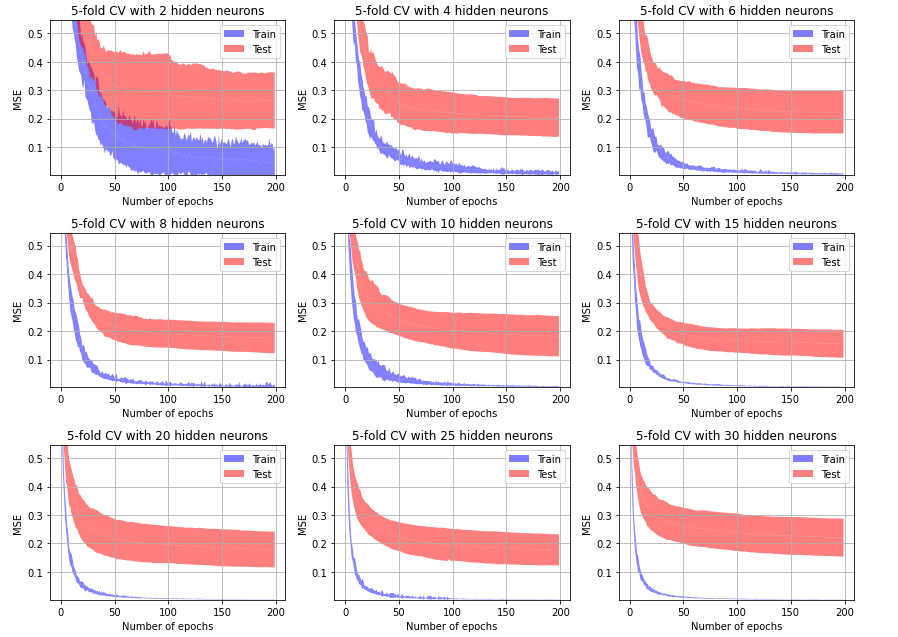 5-fold CV with 2 hidden neurons
0.5
0.4
0.3
0.2
0.1
MSE
Train
Test
0 50 100 150 200
Number of epochs
5-fold CV with 4 hidden neurons
0.5
0.4
0.3
0.2
0.1
MSE
Train
Test
0 50 100 150 200
Number of epochs
5-fold CV with 6 hidden neurons
0.5
0.4
0.3
0.2
0.1
MSE
Train
Test
0 50 100 150 200
Number of epochs
5-fold CV with 8 hidden neurons
0.5
0.4
0.3
0.2
0.1
MSE
Train
Test
0 50 100 150 200
Number of epochs
5-fold CV with 10 hidden neurons
0.5
0.4
0.3
0.2
0.1
MSE
Train
Test
0 50 100 150 200
Number of epochs
5-fold CV with 15 hidden neurons
0.5
0.4
0.3
0.2
0.1
MSE
Train
Test
0 50 100 150 200
Number of epochs
5-fold CV with 20 hidden neurons
0.5
0.4
0.3
0.2
0.1
MSE
Train
Test
0 50 100 150 200
Number of epochs
5-fold CV with 25 hidden neurons
0.5
0.4
0.3
0.2
0.1
MSE
Train
Test
0 50 100 150 200
Number of epochs
5-fold CV with 30 hidden neurons
0.5
0.4
0.3
0.2
0.1
MSE
Train
Test
0 50 100 150 200
Number of epochs